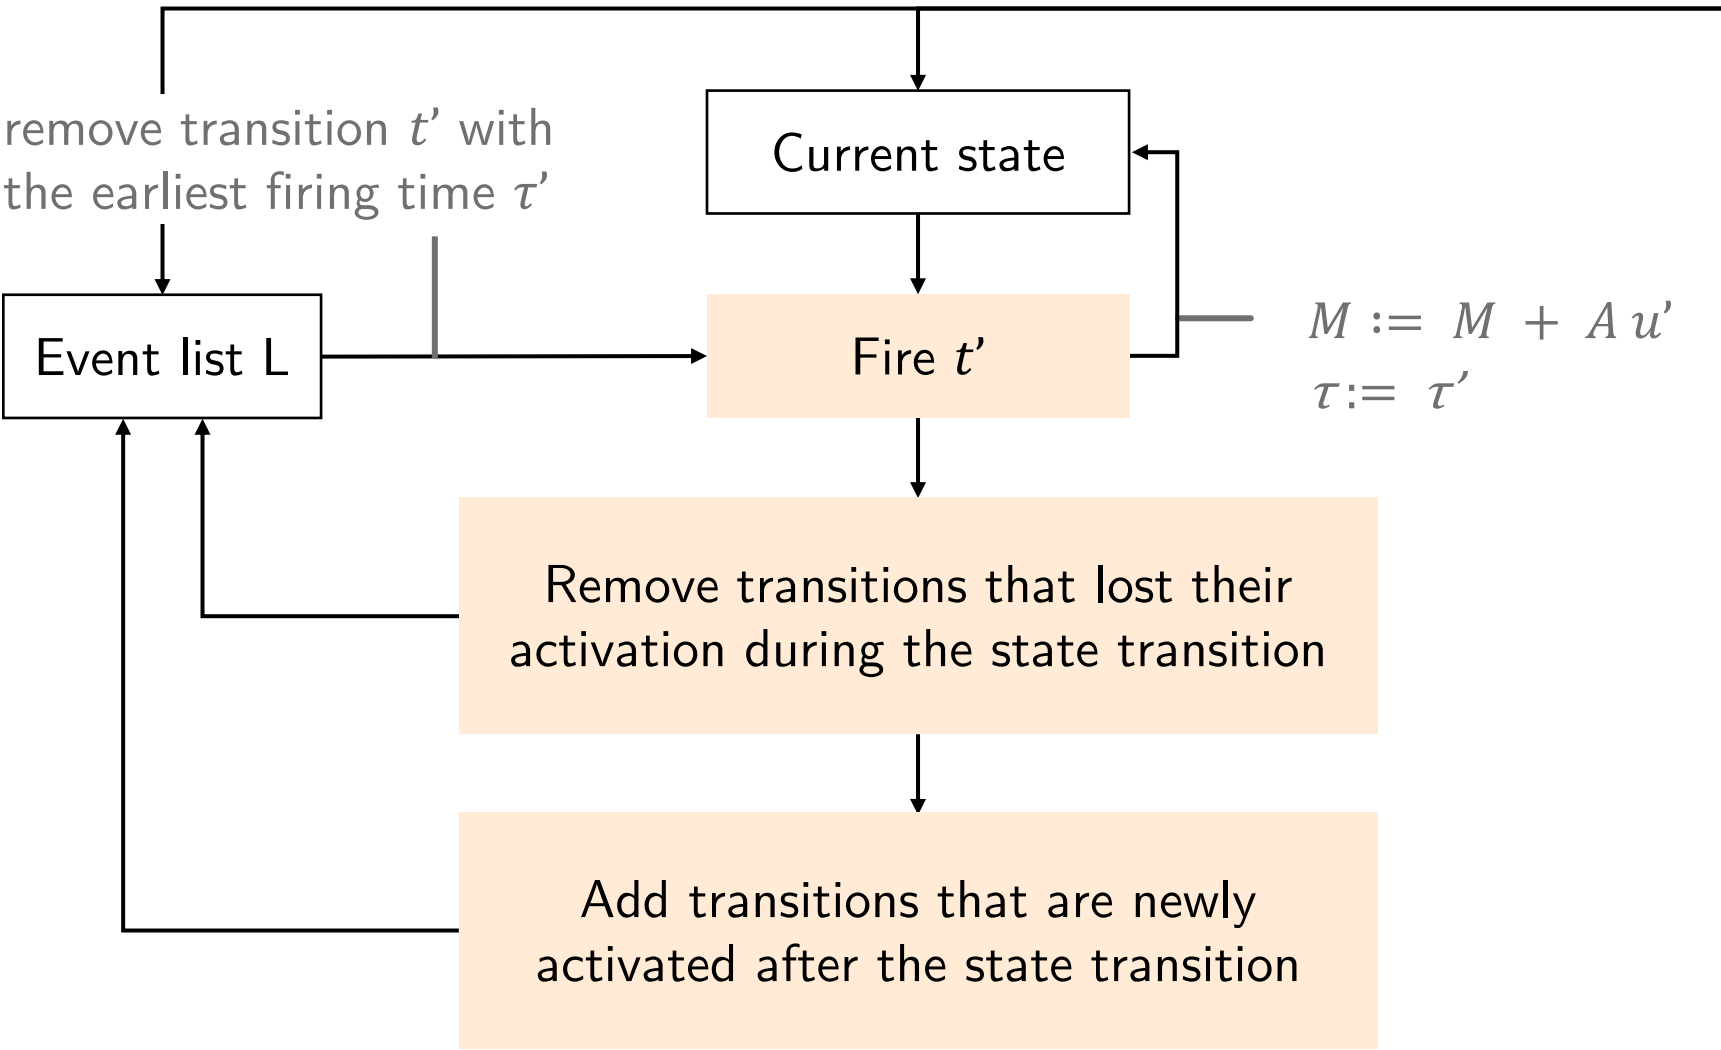 remove transition t’ with
the earliest firing time τ’
Current state
Event list L
Fire t’
M := M + A u’
τ := τ’
Remove transitions that lost their
activation during the state transition
Add transitions that are newly
activated after the state transition